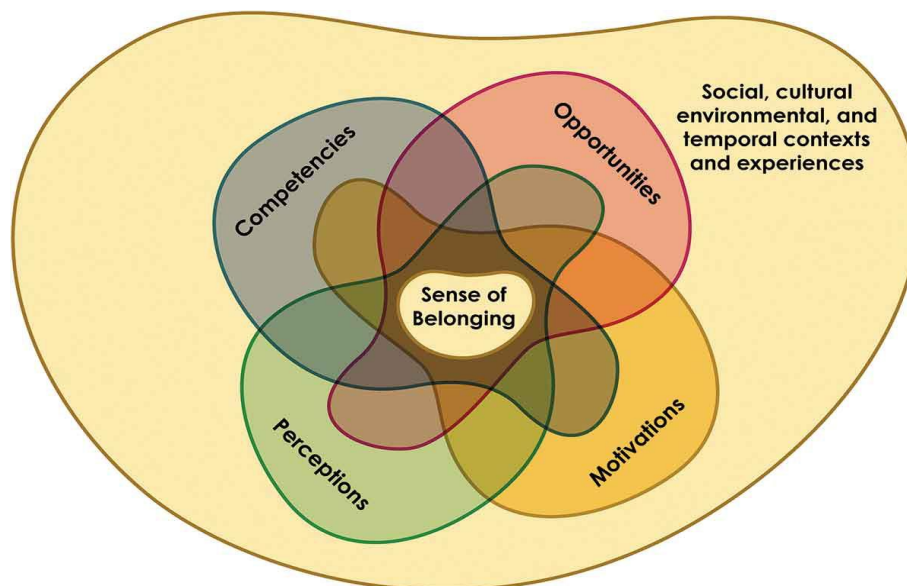 Social, cultural
environmental, and
temporal contexts
and experiences
Competencies
Opportunities
Sense of
Belonging
Perceptions
Motivations